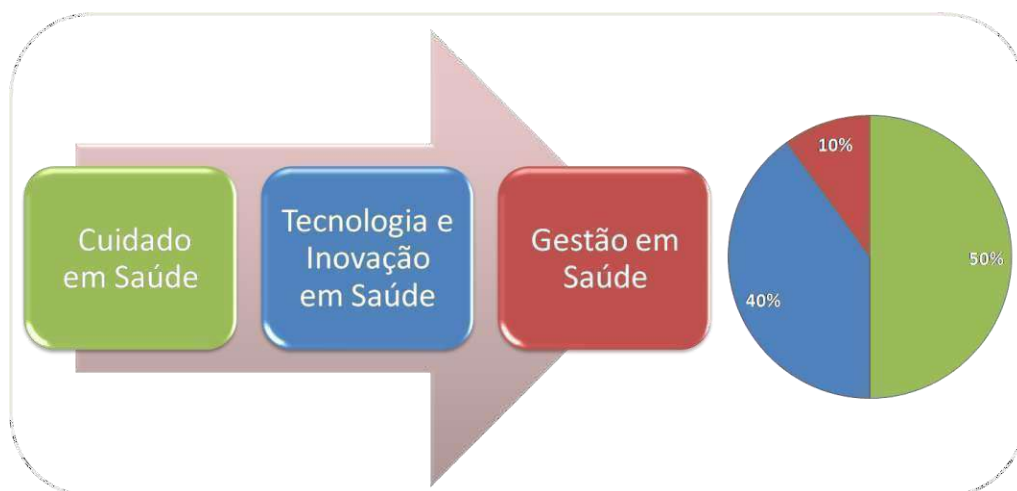 Cuidado
em Saúde
Tecnologia e
Inovação
em Saúde
Gestão em
Saúde
10%
40%
50%